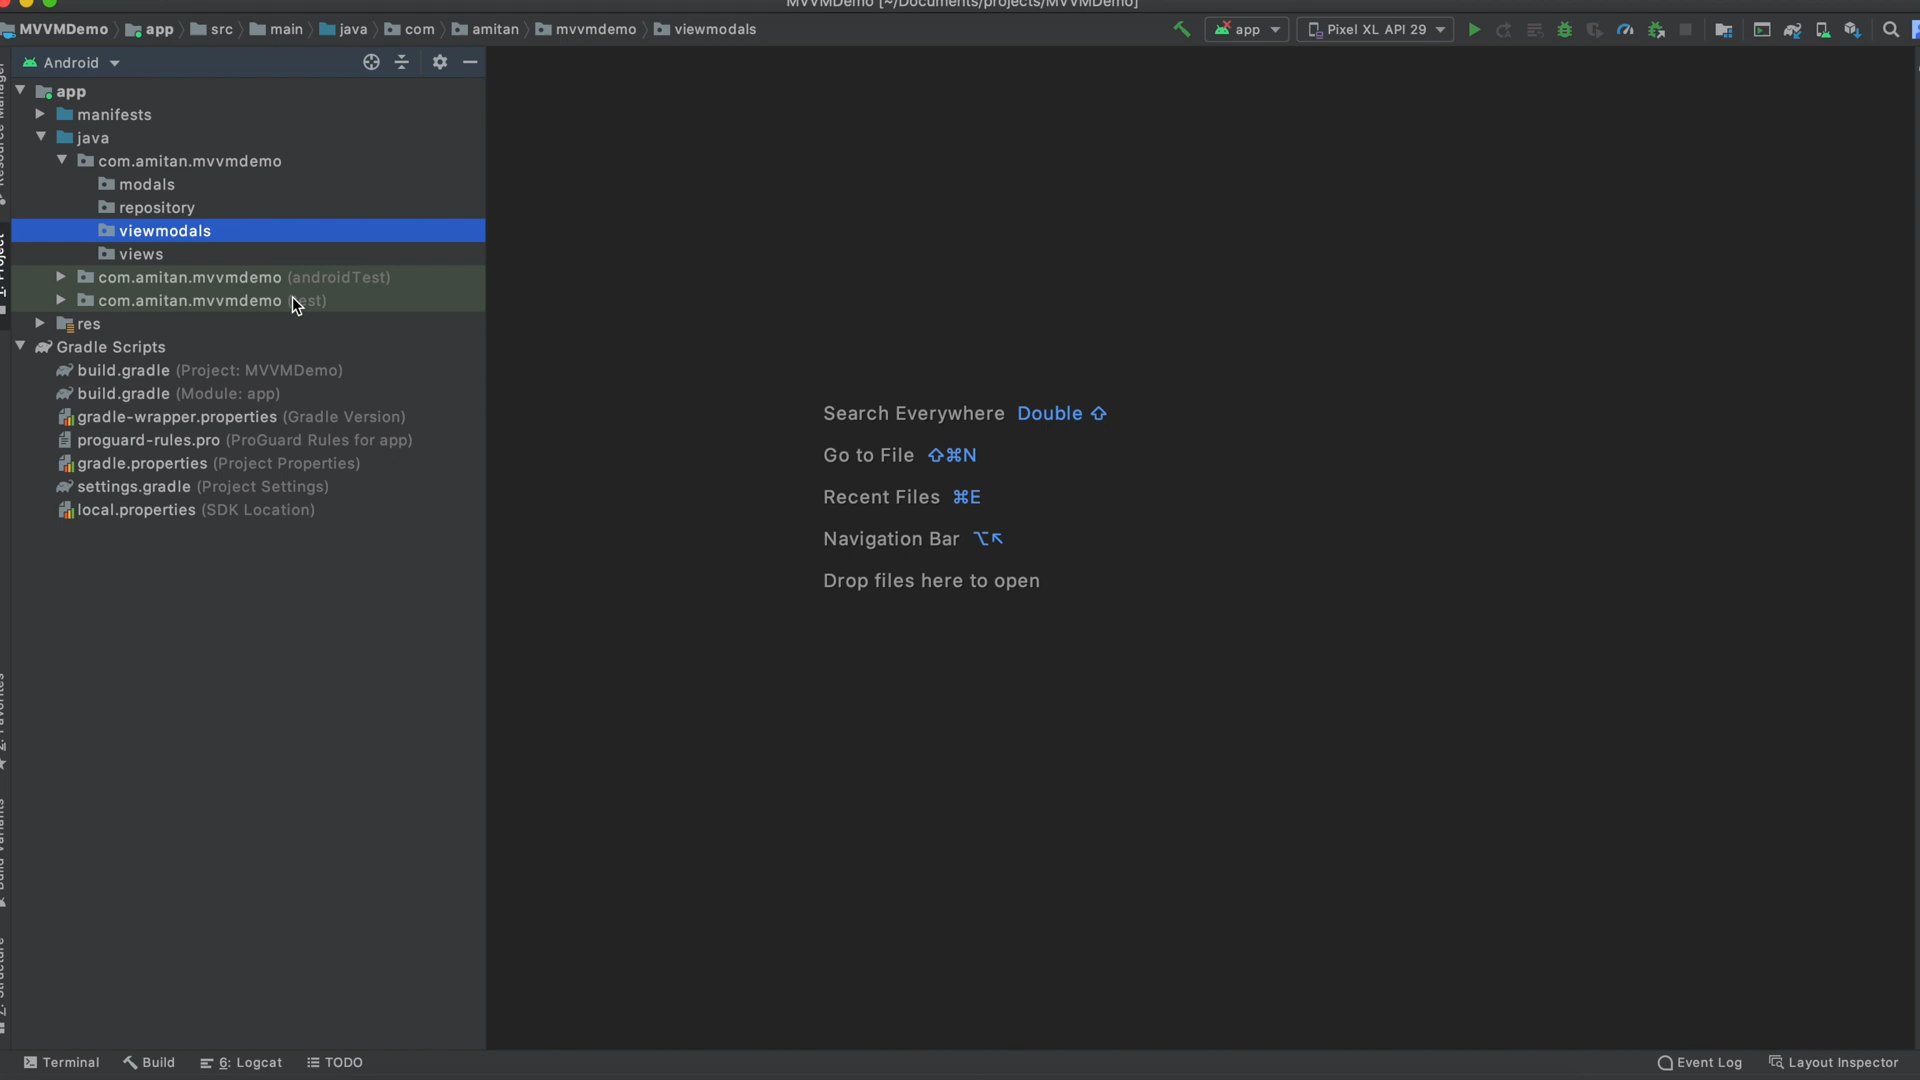 MVVMDemo [~/Documents/projects/MVVMDemo]
MVVMDemo app src main java com amitan mvvmdemo viewmodals
app Pixel XL API 29
Android
app
manifests
java
com.amitan.mvvmdemo
modals
repository
viewmodals
views
com.amitan.mvvmdemo (androidTest)
com.amitan.mvvmdemo
res
Gradle Scripts
build.gradle (Project: MVVMDemo)
build.gradle (Module: app)
gradle-wrapper.properties (Gradle Version)
proguard-rules.pro (ProGuard Rules for app)
gradle.properties (Project Properties)
settings.gradle (Project Settings)
local.properties (SDK Location)
Search Everywhere Double ⇧
Go to File ⇧⌘N
Recent Files ⌘E
Navigation Bar ⌥↖
Drop files here to open
Terminal Build 6: Logcat TODO
Event Log Layout Inspector